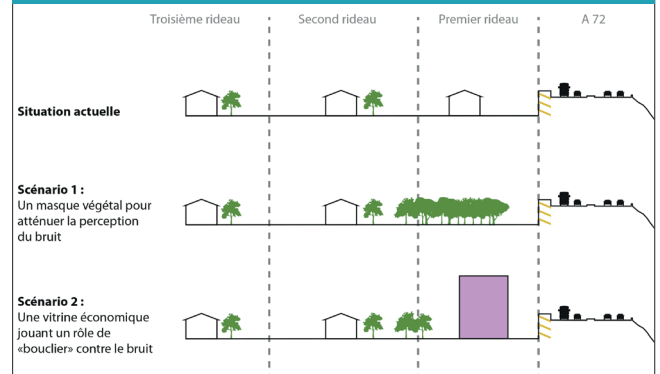 Troisième rideau
Second rideau
Premier rideau
A 72
Situation actuelle
Scénario 1 :
Un masque végétal pour
atténuer la perception
du bruit
Scénario 2 :
Une vitrine économique
jouant un rôle de
«bouclier» contre le bruit